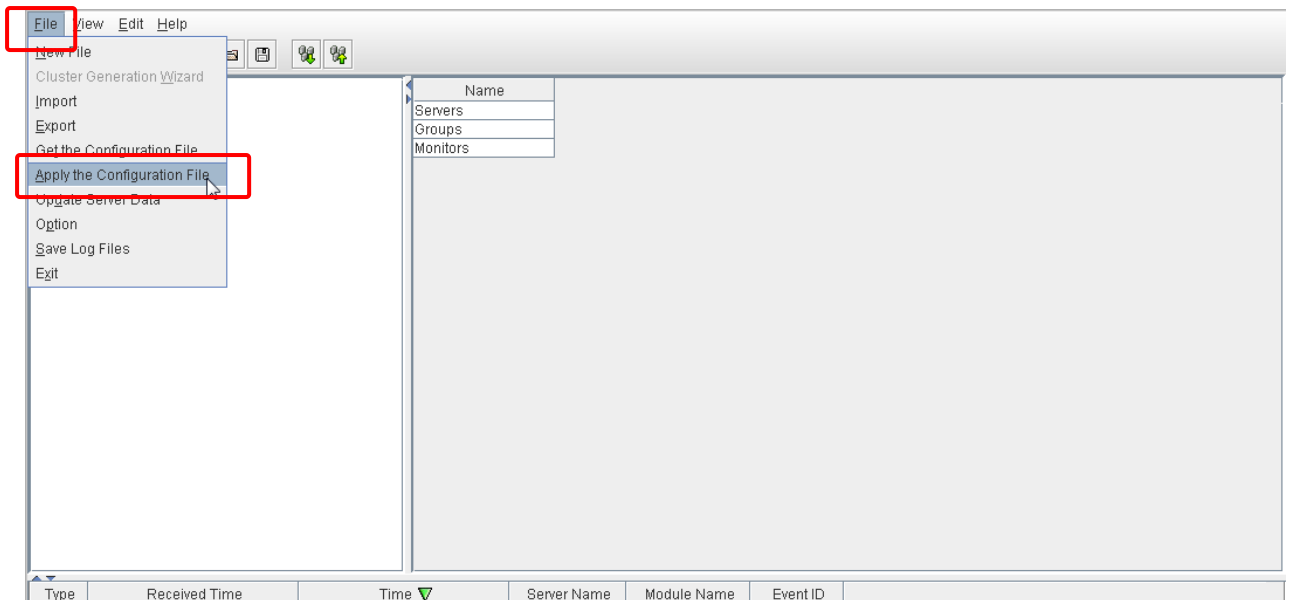 File View Edit Help
New File
Cluster Generation Wizard
Import
Export
Get the Configuration File
Apply the Configuration File
Update Server Data
Option
Save Log Files
Exit
Name
Servers
Groups
Monitors
Type Received Time Time Server Name Module Name Event ID